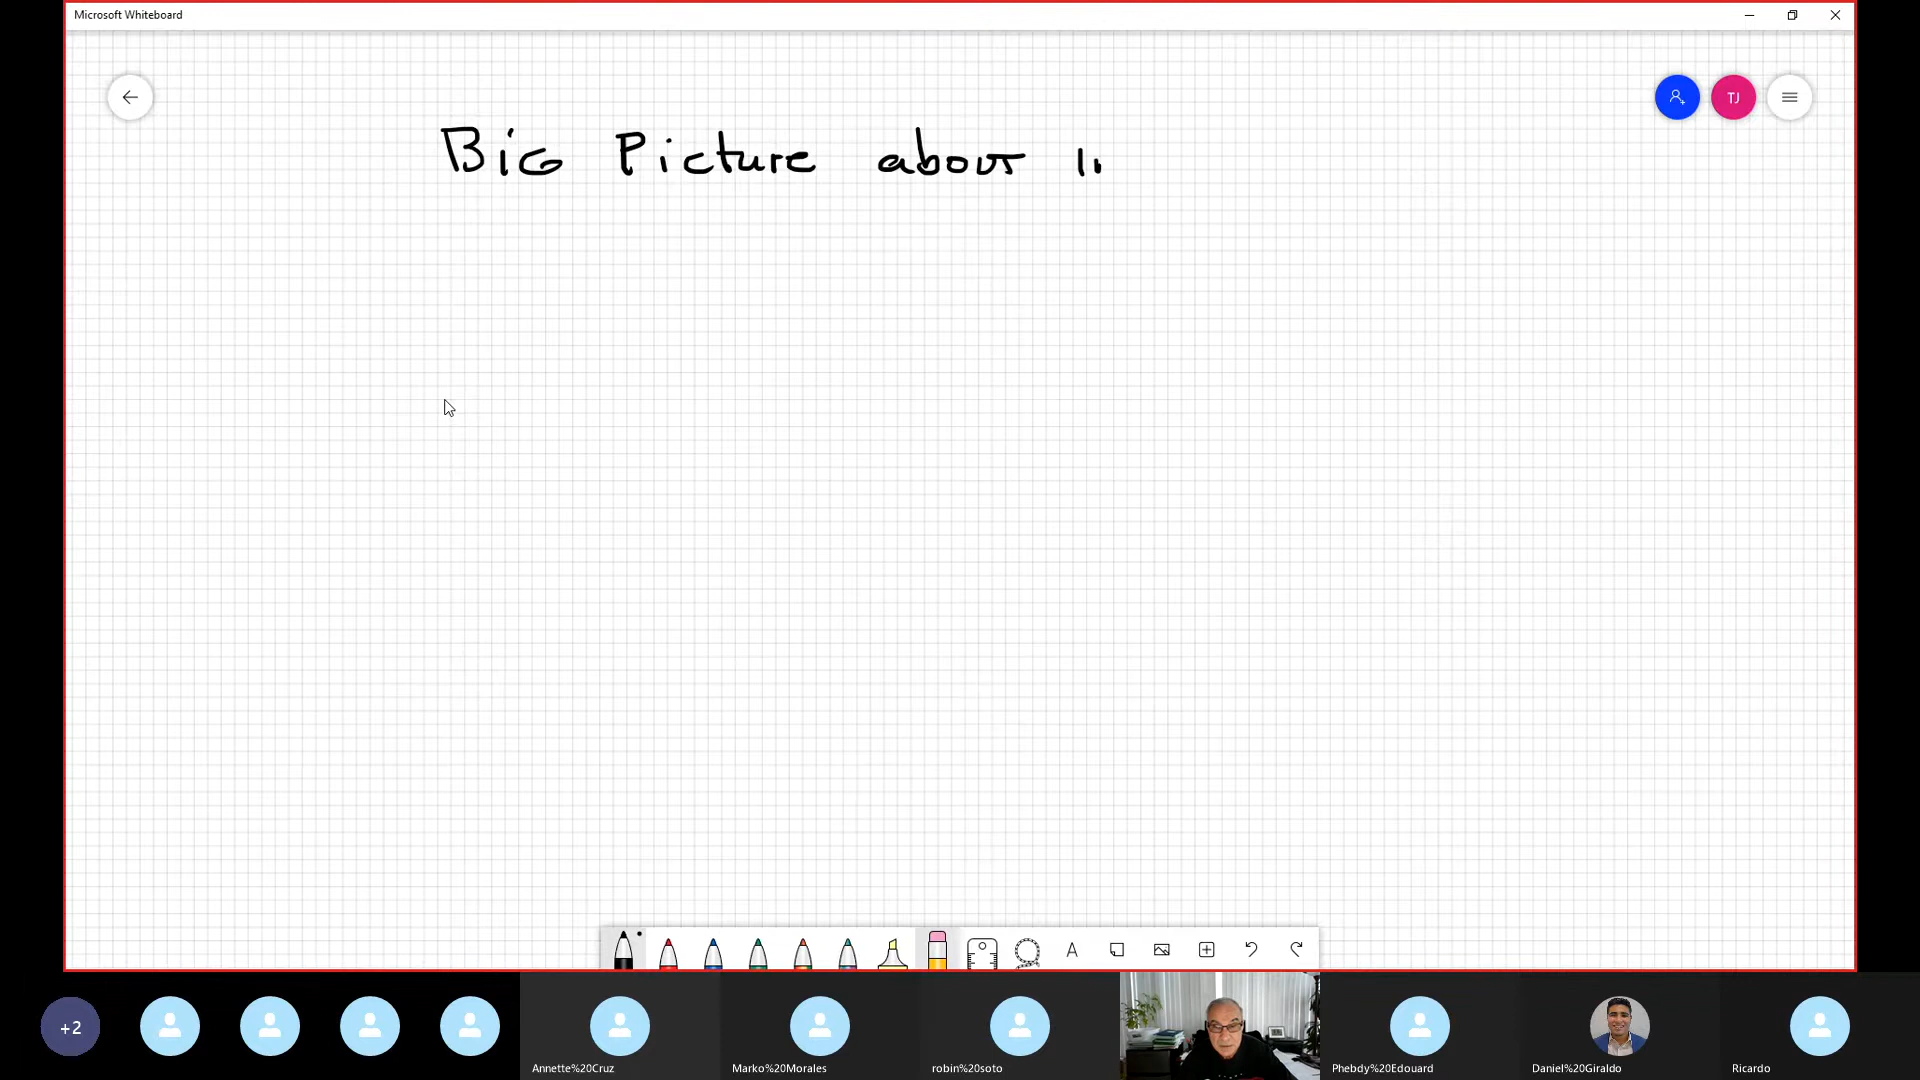 Microsoft Whiteboard
TJ
Big Picture about
A
+2
Annette%20Cruz
Marko%20Morales
robin%20soto
Phebdy%20Edouard
Daniel%20Giraldo
Ricardo